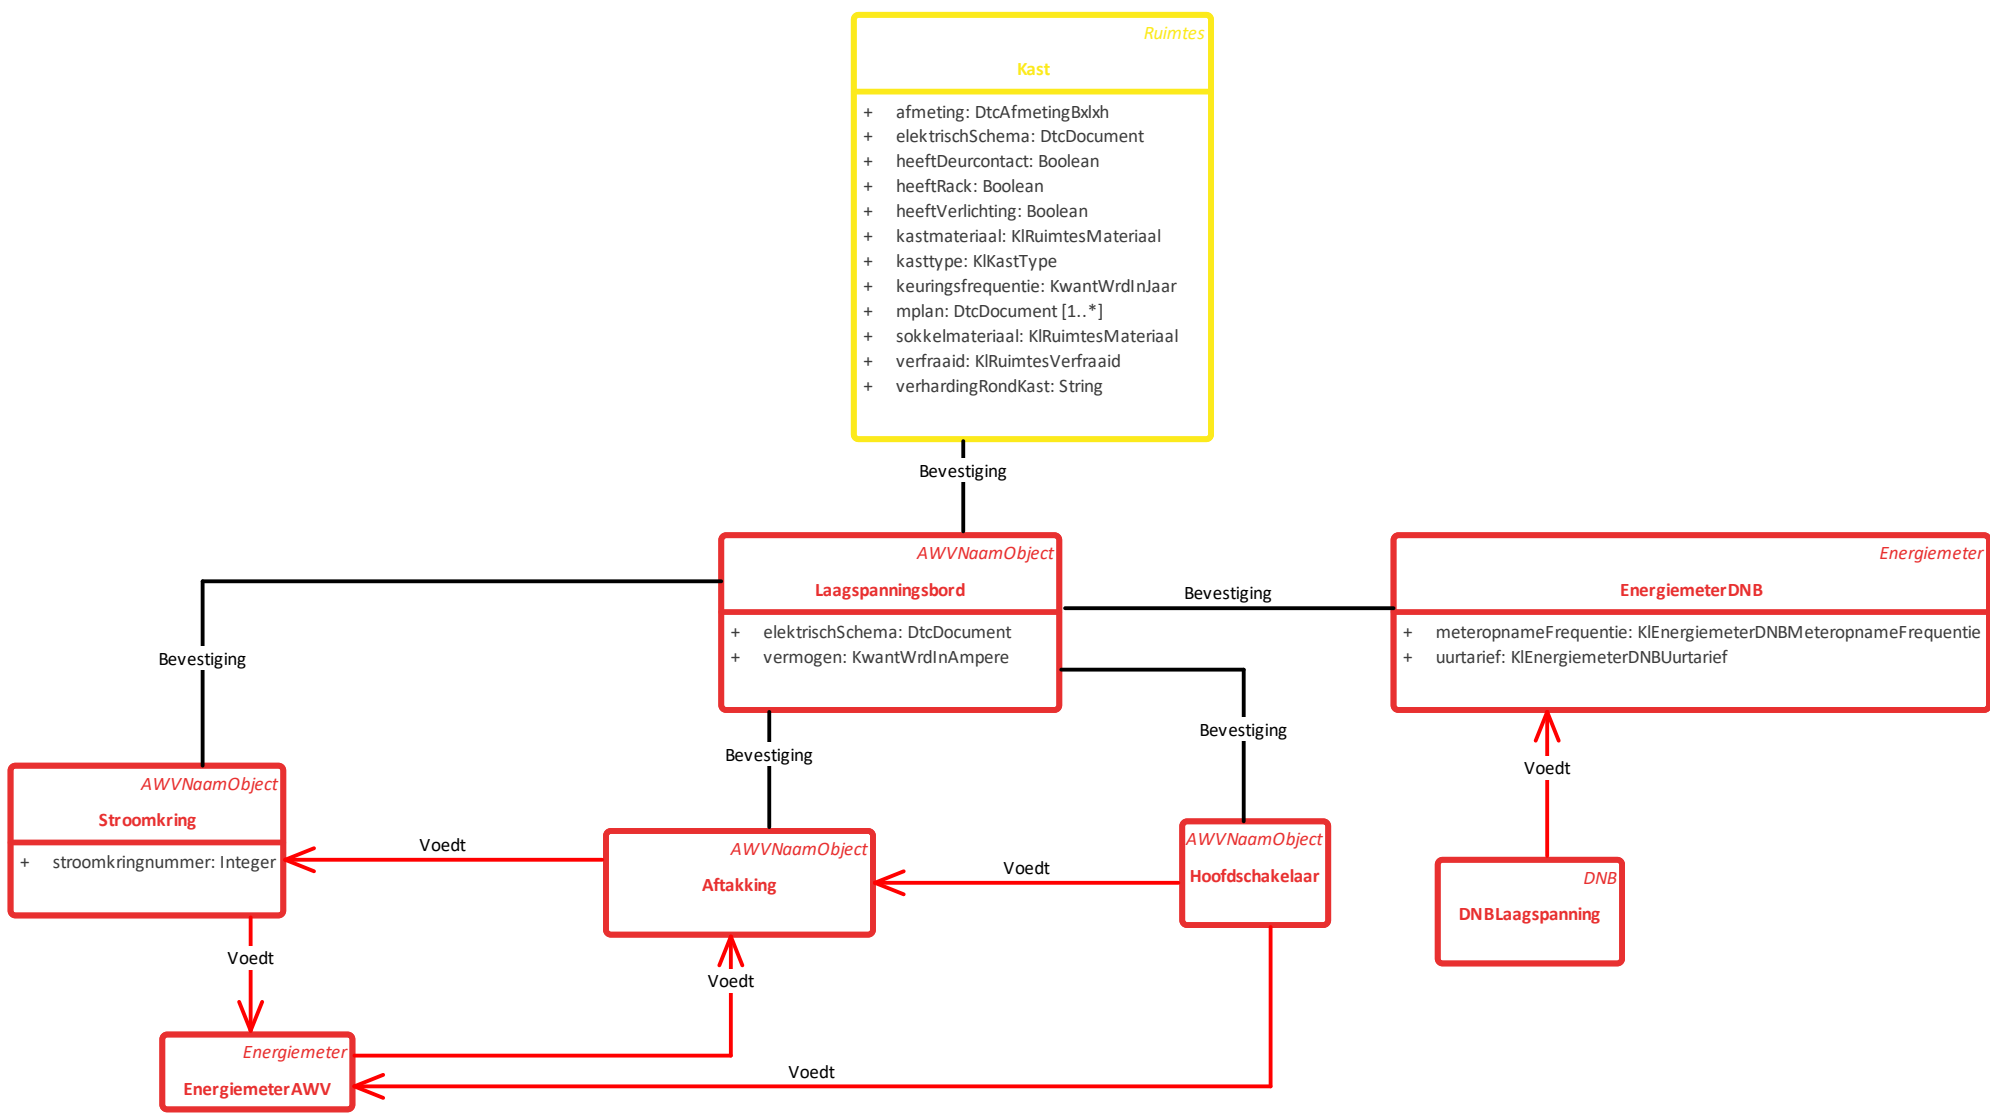 Ruimtes
Kast
+ afmeting: DtcAfmetingBxlxh
+ elektrischSchema: DtcDocument
+ heeftDeurcontact: Boolean
+ heeftRack: Boolean
+ heeftVerlichting: Boolean
+ kastmateriaal: KlRuimtesMateriaal
+ kasttype: KlKastType
+ keuringsfrequentie: KwantWrdInJaar
+ mplan: DtcDocument [1..*]
+ sokkelmateriaal: KlRuimtesMateriaal
+ verfraaid: KlRuimtesVerfraaid
+ verhardingRondKast: String
Bevestiging
AWVNaamObject
Laagspanningsbord
+ elektrischSchema: DtcDocument
+ vermogen: KwantWrdInAmpere
Bevestiging
Energiemeter
EnergiemeterDNB
+ meteropnameFrequentie: KlEnergiemeterDNBMeteropnameFrequentie
+ uurtarief: KlEnergiemeterDNBUurtarief
Bevestiging
Bevestiging
Bevestiging
Voedt
AWVNaamObject
Stroomkring
+ stroomkringnummer: Integer
Voedt
AWVNaamObject
Aftakking
Voedt
AWVNaamObject
Hoofdschakelaar
DNB
DNBLaagspanning
Voedt
Voedt
Energiemeter
EnergiemeterAWV
Voedt